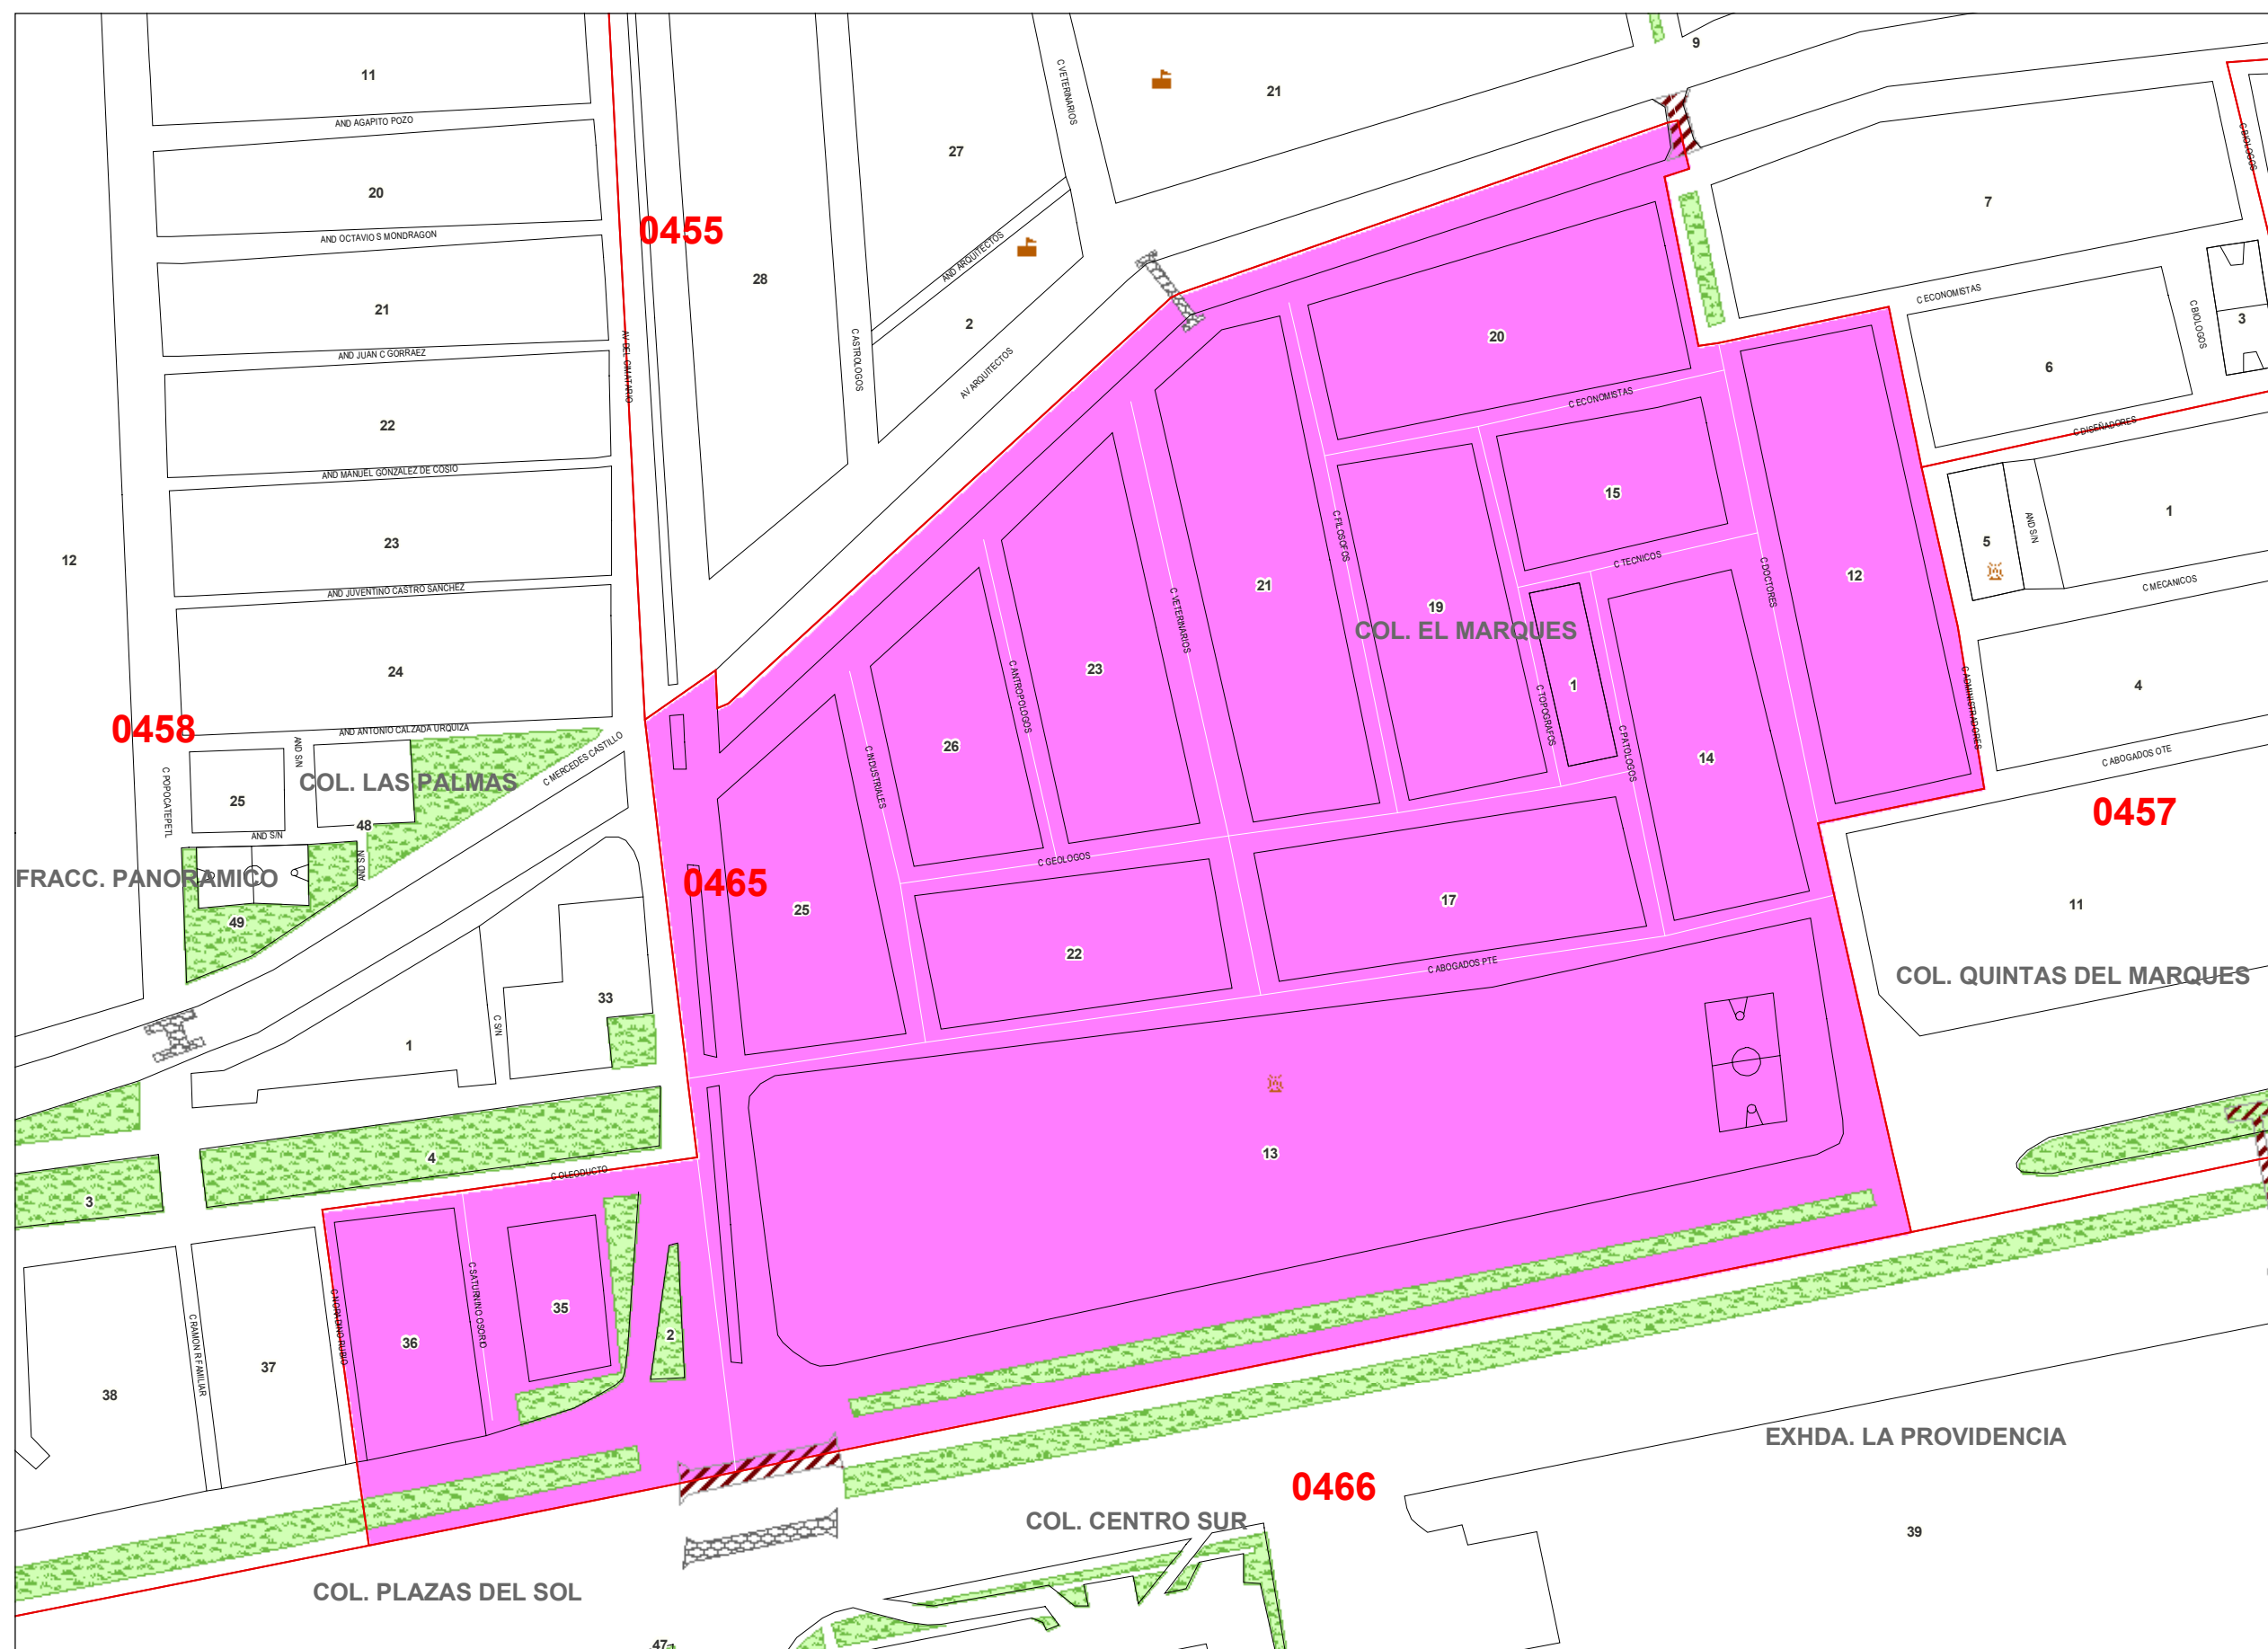 11
AND AGAPITO POZO
20
AND OCTAVIO S MONDRAGON
21
AND JUAN C GORRAEZ
22
AND MANUEL GONZALEZ DE COSIO
23
AND JUVENTINO CASTRO SANCHEZ
24
AND ANTONIO CALZADA URQUIZA
12
0458
AND S/N
COL. LAS PALMAS
C POPOCATEPETL
25
48
AND S/N
AND S/N
C MERCEDES CASTILLO
FRACC. PANORAMICO
49
AV DEL CIMATARIO
0455
28
27
C VETERINARIOS
21
9
AND ARQUITECTOS
2
AV ARQUITECTOS
C ASTROLOGOS
7
C BIOLOGOS
C ECONOMISTAS
C BIOLOGOS
3
6
C DISEÑADORES
1
5
AND S/N
C MECANICOS
4
C ADMINISTRADORES
C ABOGADOS OTE
0457
11
COL. QUINTAS DEL MARQUES
20
C ECONOMISTAS
15
C TECNICOS
C DOCTORES
12
C FILOSOFOS
21
19
COL. EL MARQUES
1
C TOPOGRAFOS
C PATOLOGOS
14
C VETERINARIOS
23
C ANTROPOLOGOS
26
C INDUSTRIALES
C GEOLOGOS
0465
25
22
17
C ABOGADOS PTE
13
33
C S/N
1
4
3
C OLEODUCTO
C SATURNINO OSORIO
35
2
36
37
C RAMON R FAMILIAR
38
0466
EXHDA. LA PROVIDENCIA
COL. CENTRO SUR
39
COL. PLAZAS DEL SOL
47